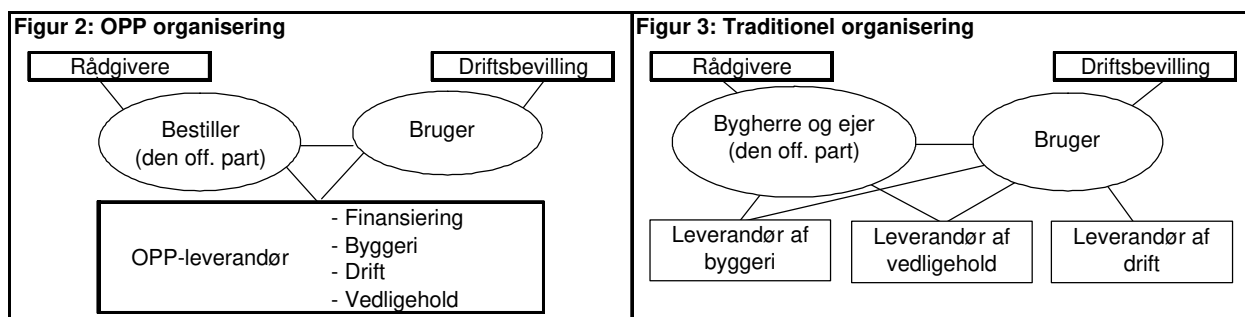 Figur 2: OPP organisering
Rådgivere
Driftsbevilling
Bestiller
(den off. part)
Bruger
OPP-leverandør
- Finansiering
- Byggeri
- Drift
- Vedligehold
Figur 3: Traditionel organisering
Rådgivere
Driftsbevilling
Bygherre og ejer
(den off. part)
Bruger
Leverandør af
byggeri
Leverandør af
vedligehold
Leverandør af
drift